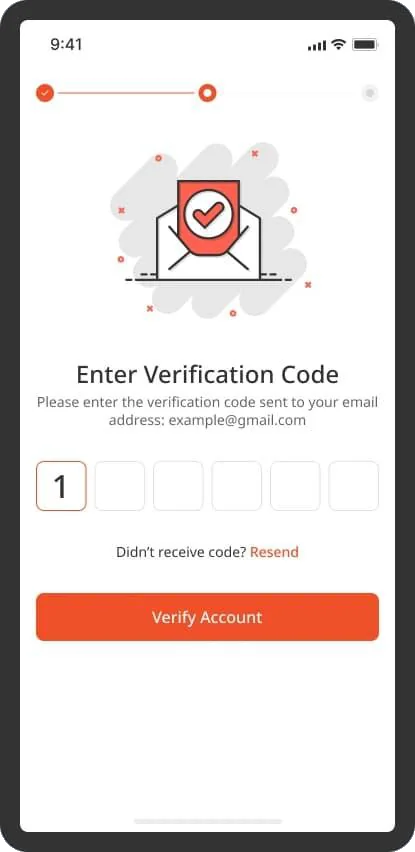 9:41
Enter Verification Code
Please enter the verification code sent to your email
address: example@gmail.com
1
Didn’t receive code? Resend
Verify Account